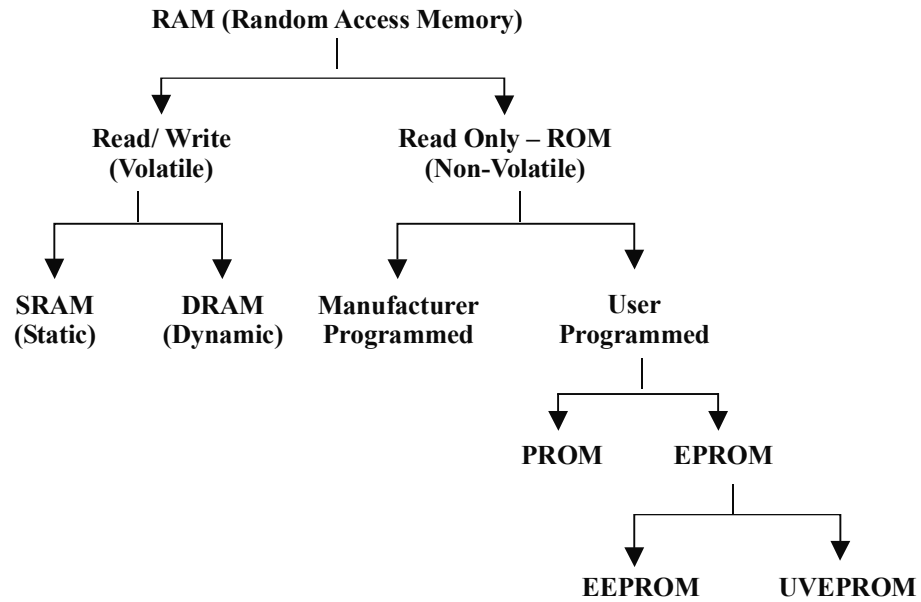 RAM (Random Access Memory)
Read/ Write
(Volatile)
Read Only – ROM
(Non-Volatile)
SRAM
(Static)
DRAM
(Dynamic)
Manufacturer
Programmed
User
Programmed
PROM
EPROM
EEPROM
UVEPROM